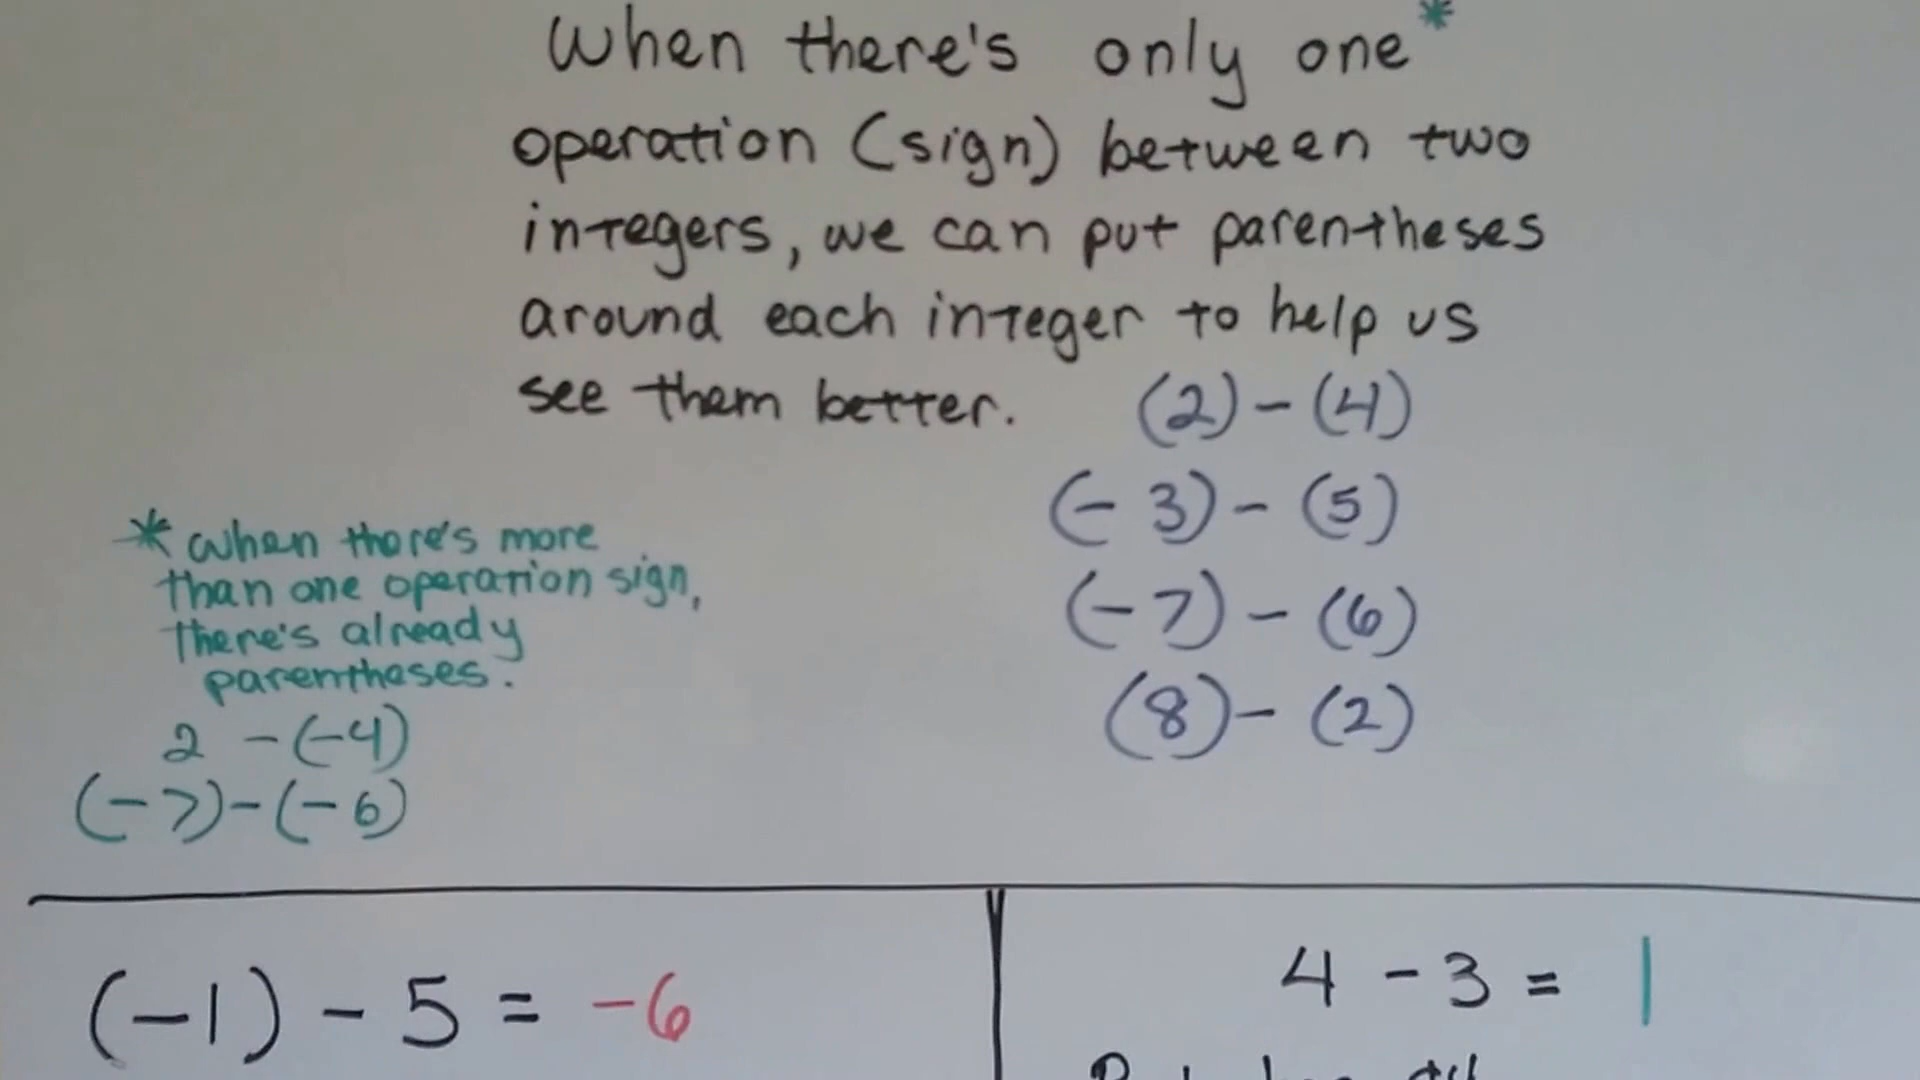 When there's only one*
operation (sign) between two
integers, we can put parentheses
around each integer to help us
see them better.
(2) - (4)
(- 3) - (5)
(-7) - (6)
(8) - (2)
* when there's more
than one operation sign,
there's already
parentheses.
2 - (-4)
(-7) - (-6)
(-1) - 5 = -6
4 - 3 = 1